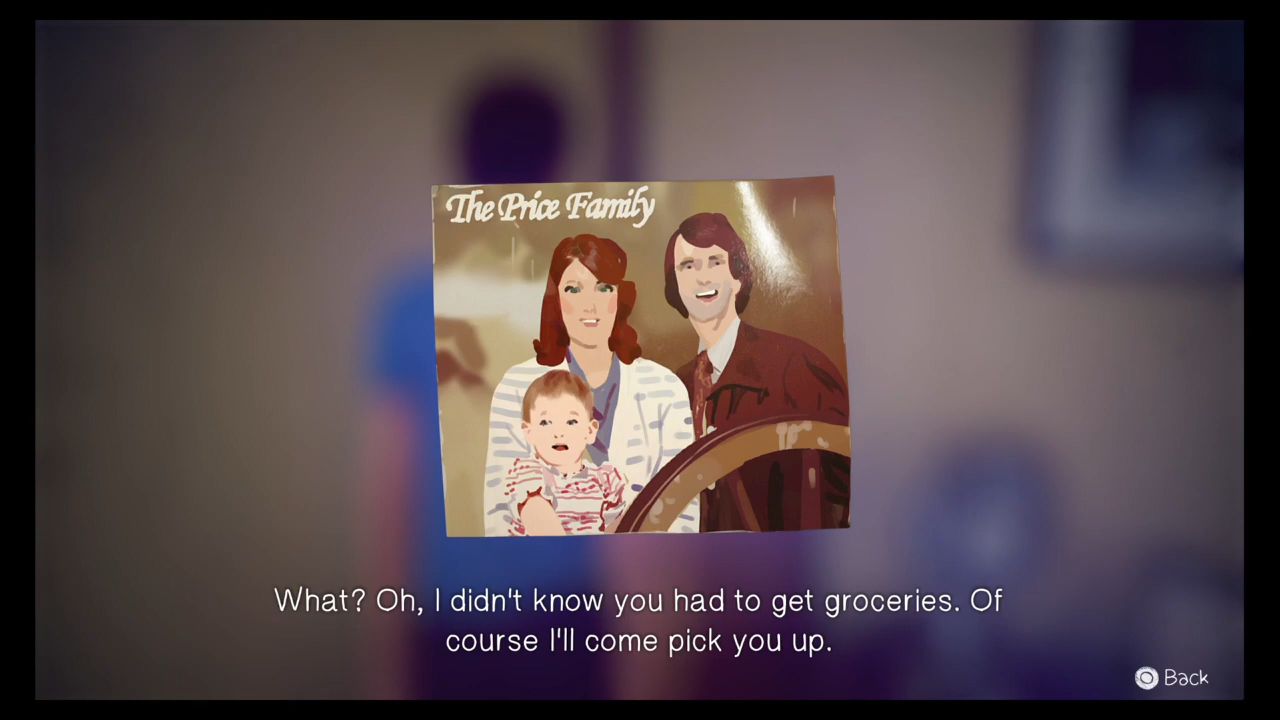 The Price Family
What? Oh, I didn't know you had to get groceries. Of
course I'll come pick you up.
Back